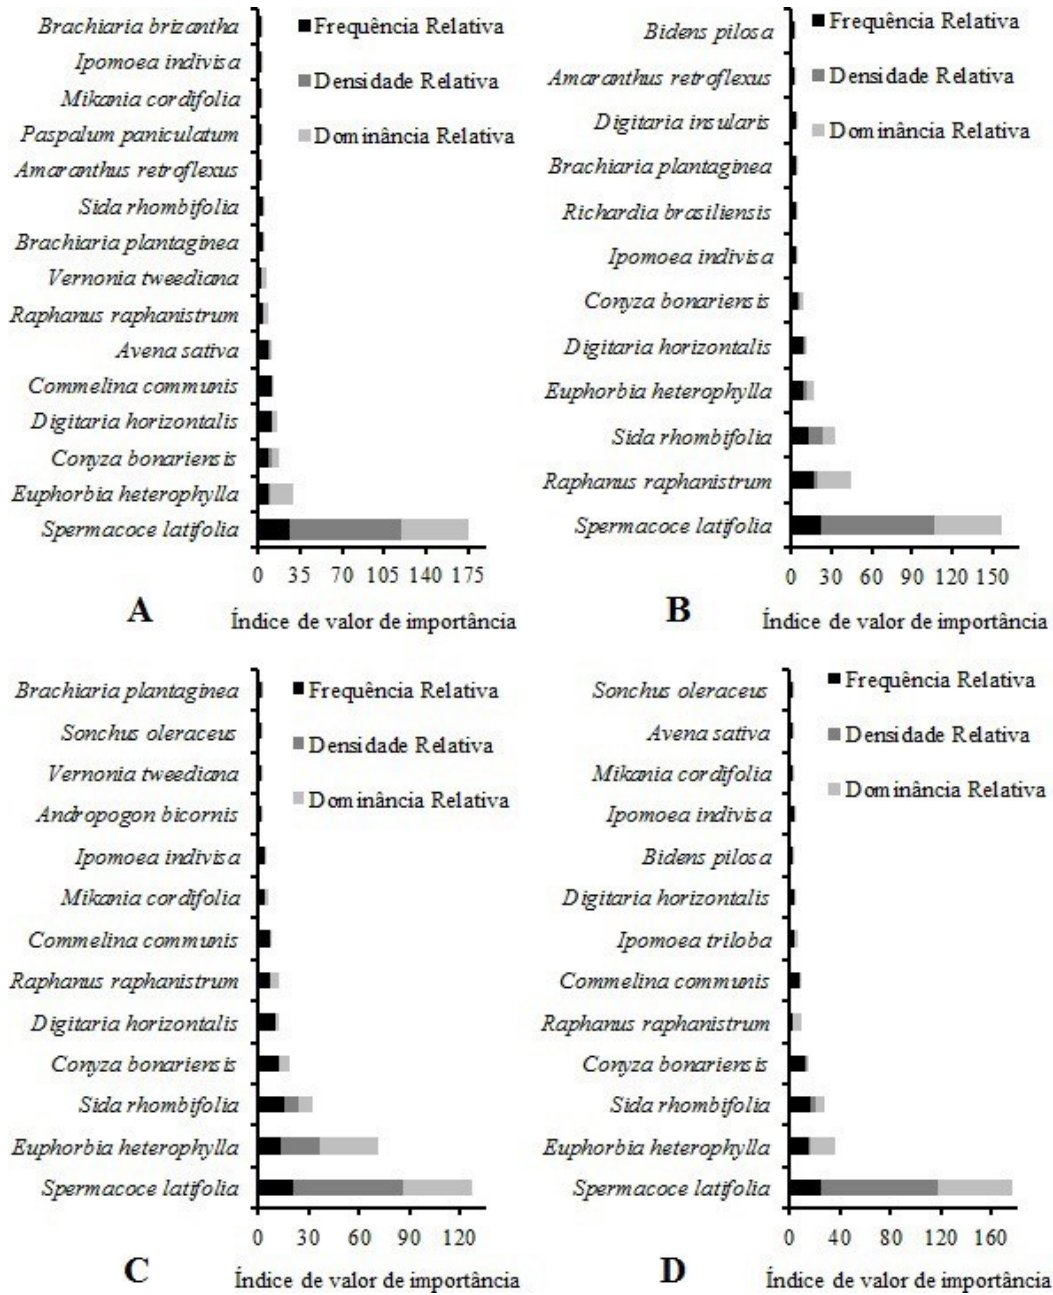 Brachiaria brizantha
Ipomoea indivisa
Mikania cordifolia
Paspalum paniculatum
Amaranthus retroflexus
Sida rhombifolia
Brachiaria plantaginea
Vernonia tweediana
Raphanus raphanistrum
Avena sativa
Commelina communis
Digitaria horizontalis
Conyza bonariensis
Euphorbia heterophylla
Spermacoce latifolia
Frequência Relativa
Densidade Relativa
Dominância Relativa
0 35 70 105 140 175
A
Índice de valor de importância
Bidens pilosa
Amaranthus retroflexus
Digitaria insularis
Brachiaria plantaginea
Richardia brasiliensis
Ipomoea indivisa
Conyza bonariensis
Digitaria horizontalis
Euphorbia heterophylla
Sida rhombifolia
Raphanus raphanistrum
Spermacoce latifolia
Frequência Relativa
Densidade Relativa
Dominância Relativa
0 30 60 90 120 150
B
Índice de valor de importância
Brachiaria plantaginea
Sonchus oleraceus
Vernonia tweediana
Andropogon bicornis
Ipomoea indivisa
Mikania cordifolia
Commelina communis
Raphanus raphanistrum
Digitaria horizontalis
Conyza bonariensis
Sida rhombifolia
Euphorbia heterophylla
Spermacoce latifolia
Frequência Relativa
Densidade Relativa
Dominância Relativa
0 30 60 90 120
C
Índice de valor de importância
Sonchus oleraceus
Avena sativa
Mikania cordifolia
Ipomoea indivisa
Bidens pilosa
Digitaria horizontalis
Ipomoea triloba
Commelina communis
Raphanus raphanistrum
Conyza bonariensis
Sida rhombifolia
Euphorbia heterophylla
Spermacoce latifolia
Frequência Relativa
Densidade Relativa
Dominância Relativa
0 40 80 120 160
D
Índice de valor de importância